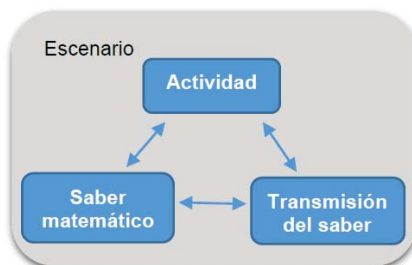 Escenario
Actividad
Saber
matemático
Transmisión
del saber